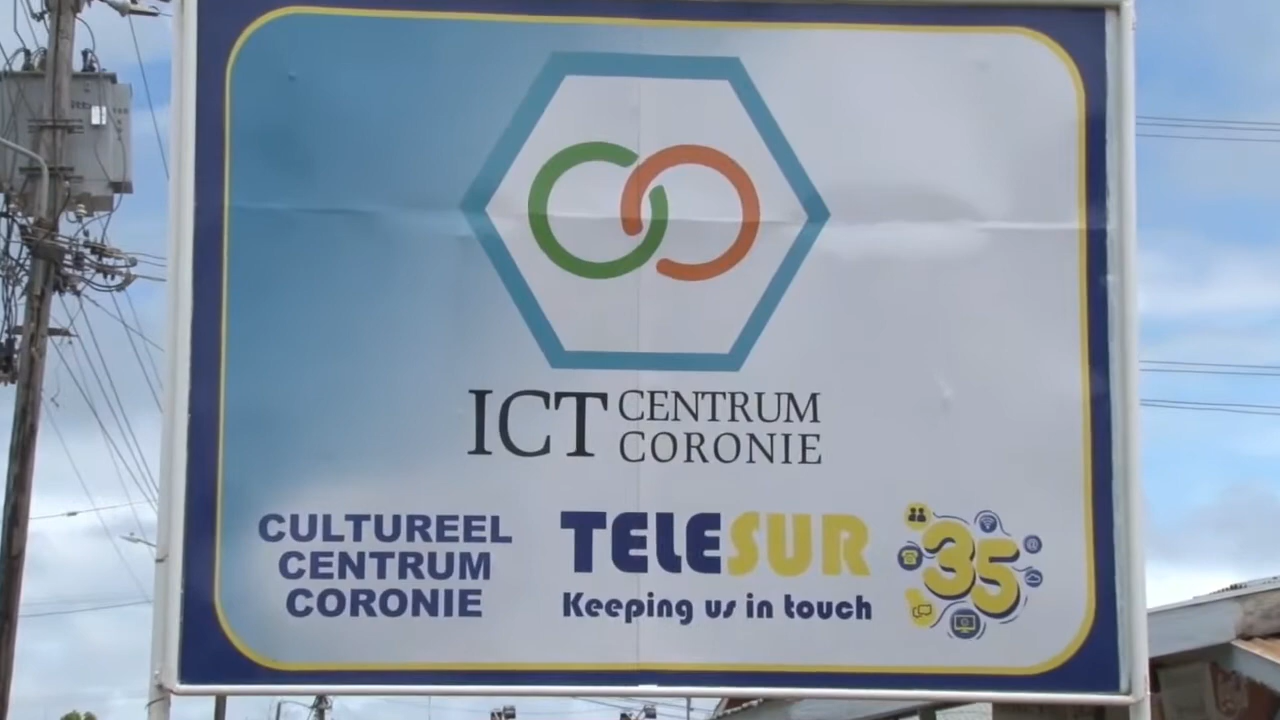 ICT CENTRUM
CORONIE
CULTUREEL
CENTRUM
CORONIE
TELESUR
Keeping us in touch
35